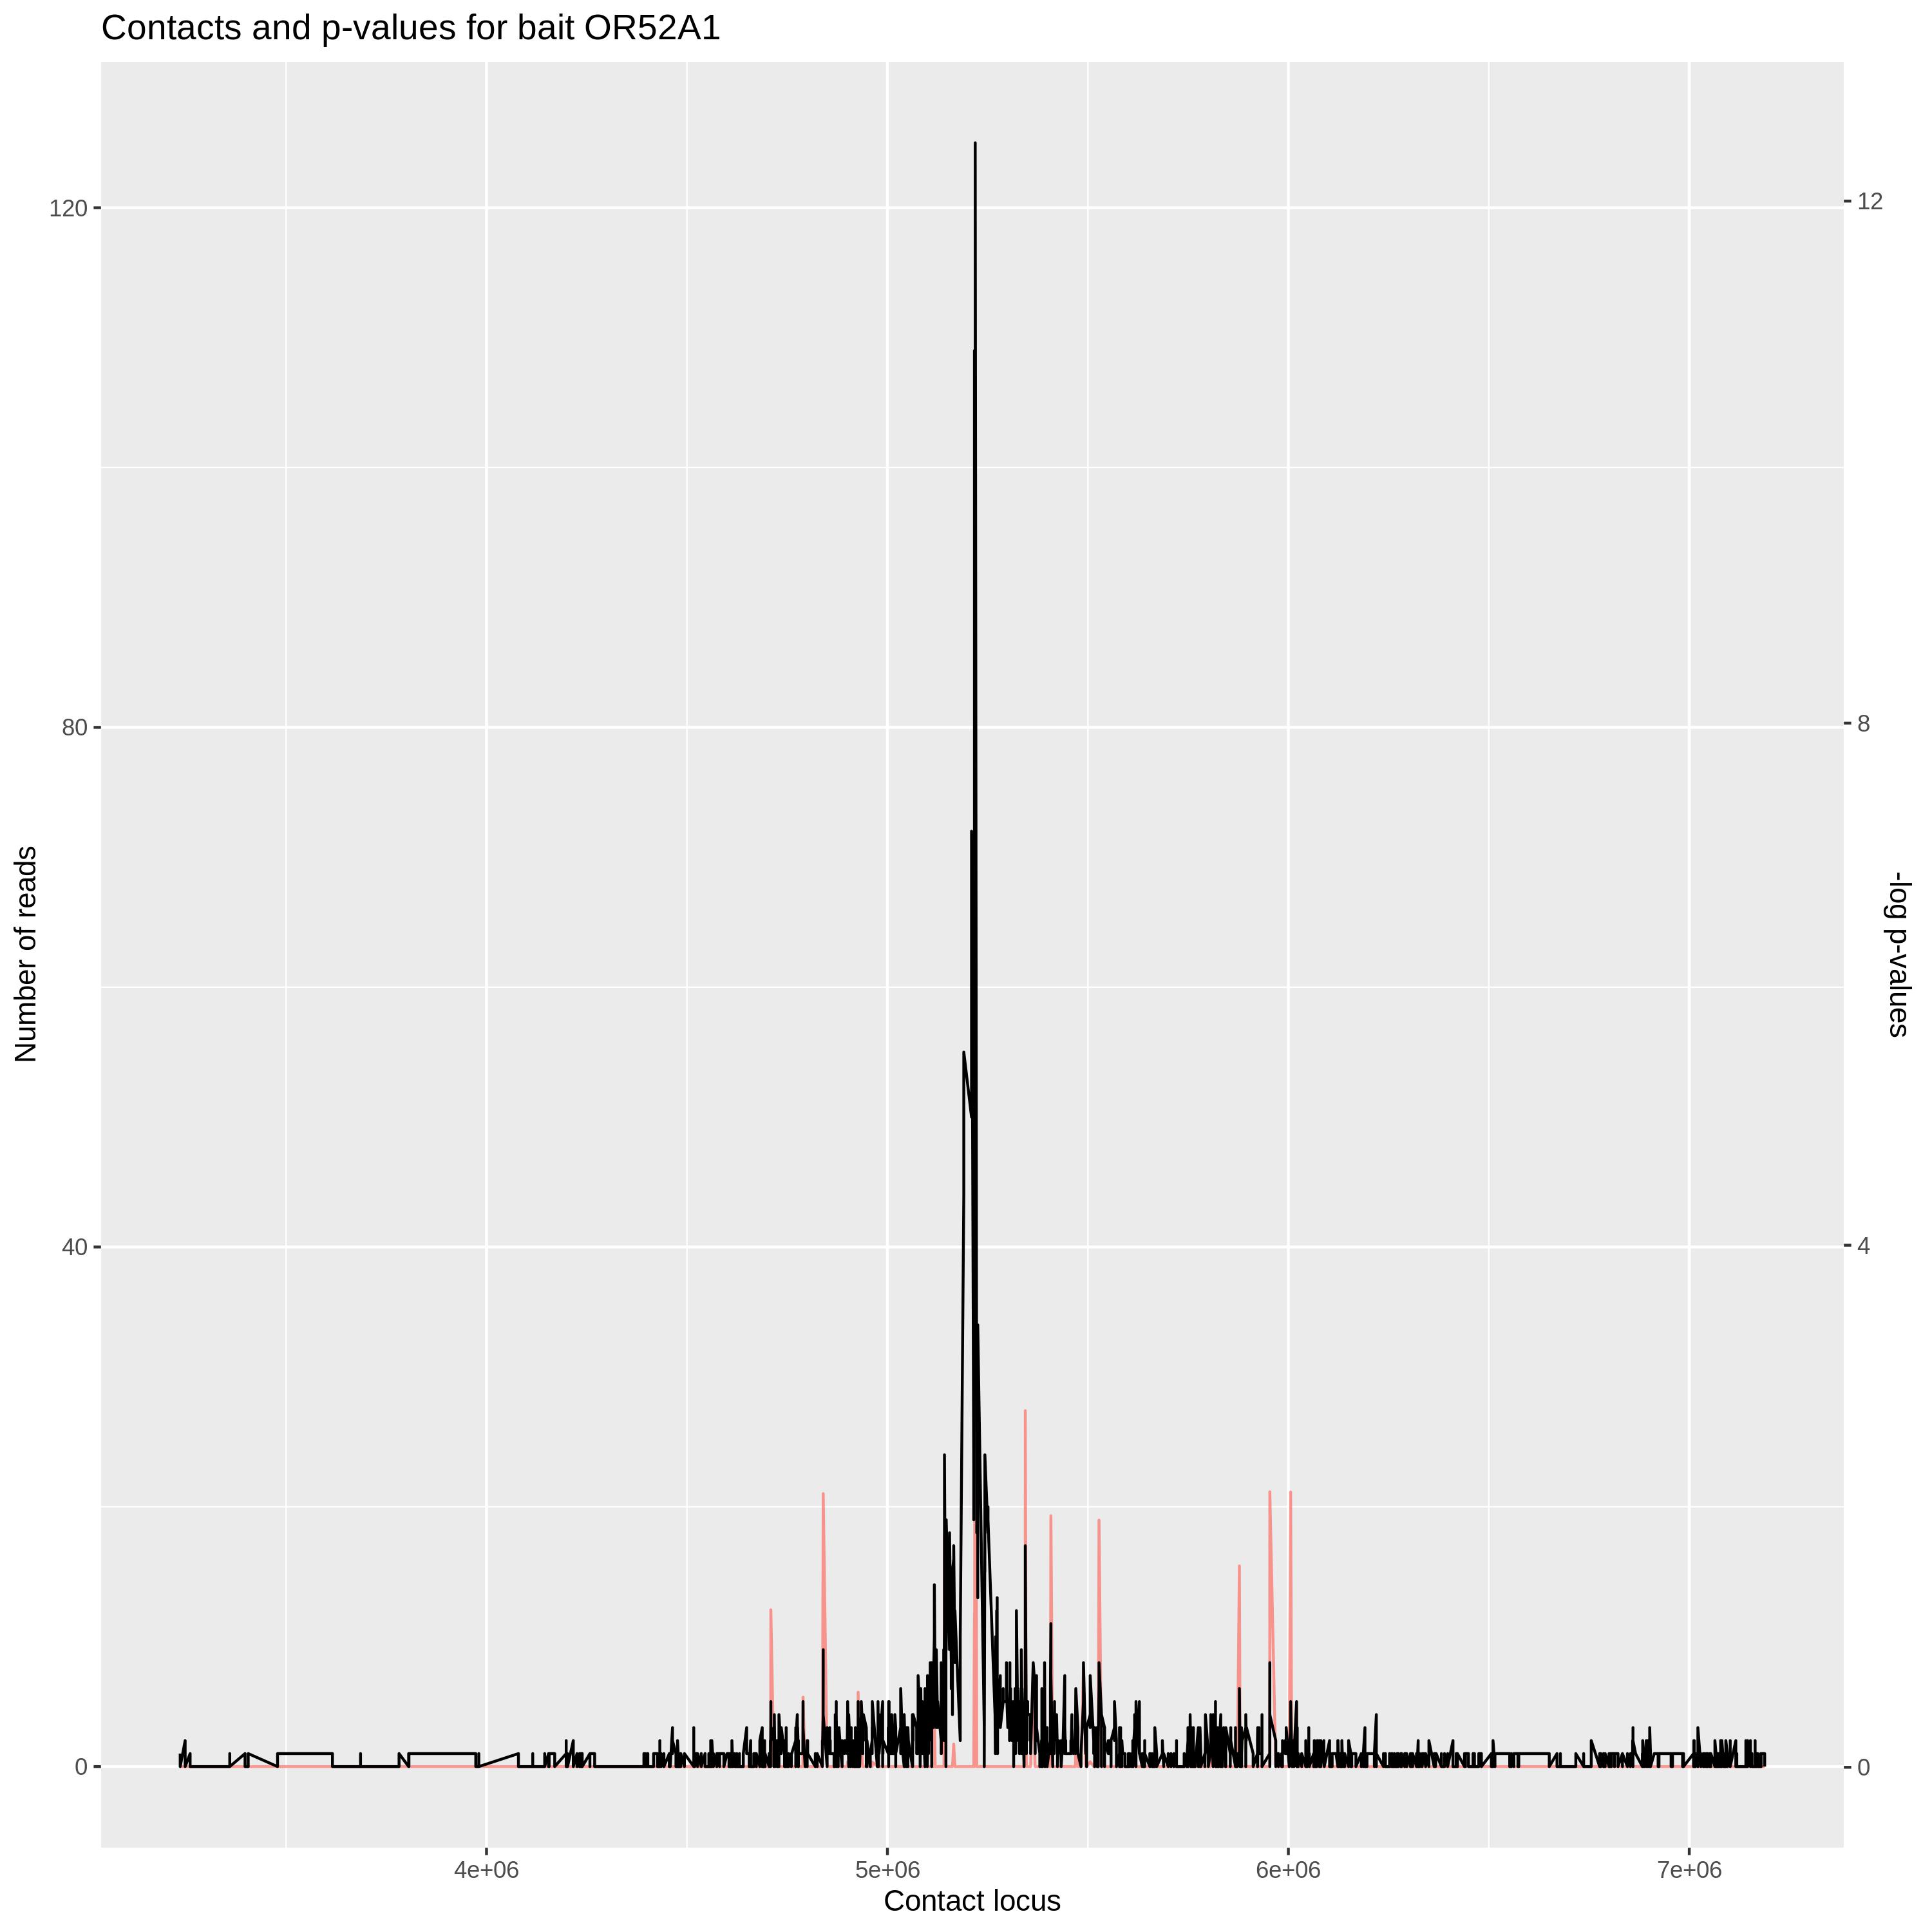 Contacts and p-values for bait OR52A1
120
80
40
0
Number of reads
12
8
4
0
-log p-values
4e+06 5e+06 6e+06 7e+06
Contact locus